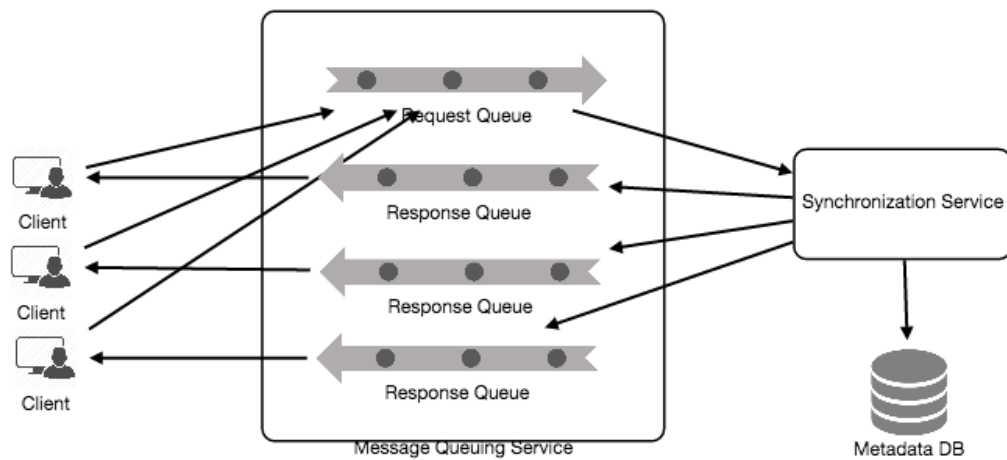 Request Queue
Client
Response Queue
Synchronization Service
Client
Response Queue
Client
Response Queue
Message Queuing Service
Metadata DB